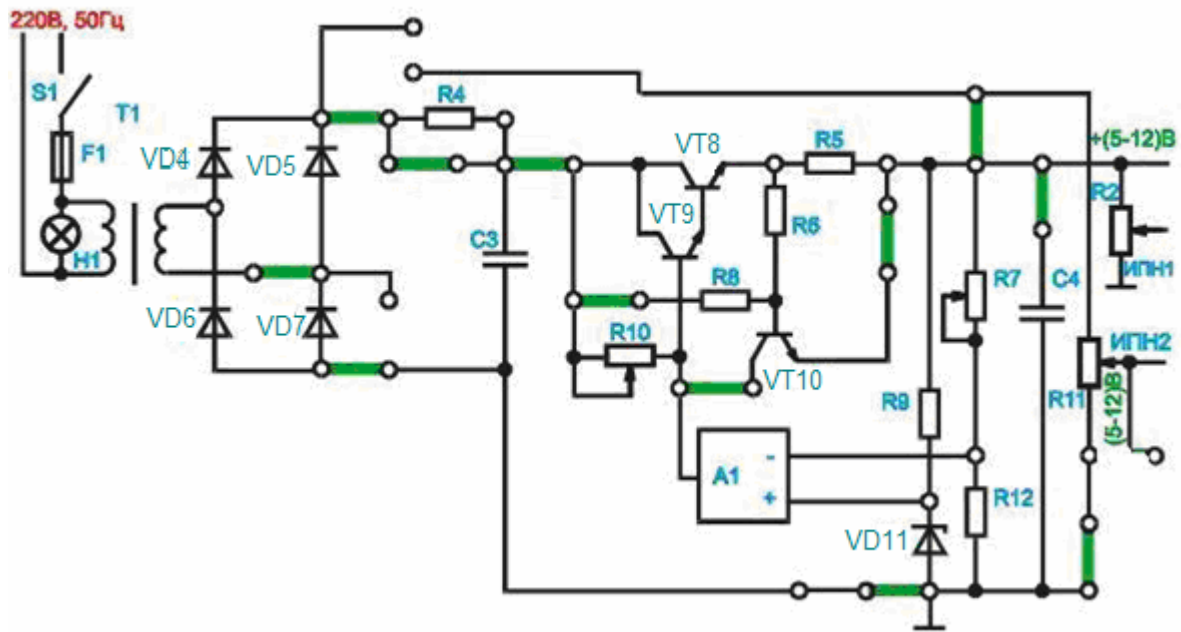 220В, 50Гц
S1
T1
F1
H1
VD4
VD5
VD6
VD7
R4
C3
VT8
VT9
R5
R6
R8
R10
VT10
A1
-
+
R9
VD11
R7
R12
C4
+(5-12)В
R2
ИПН1
ИПН2
R11
(5-12)В